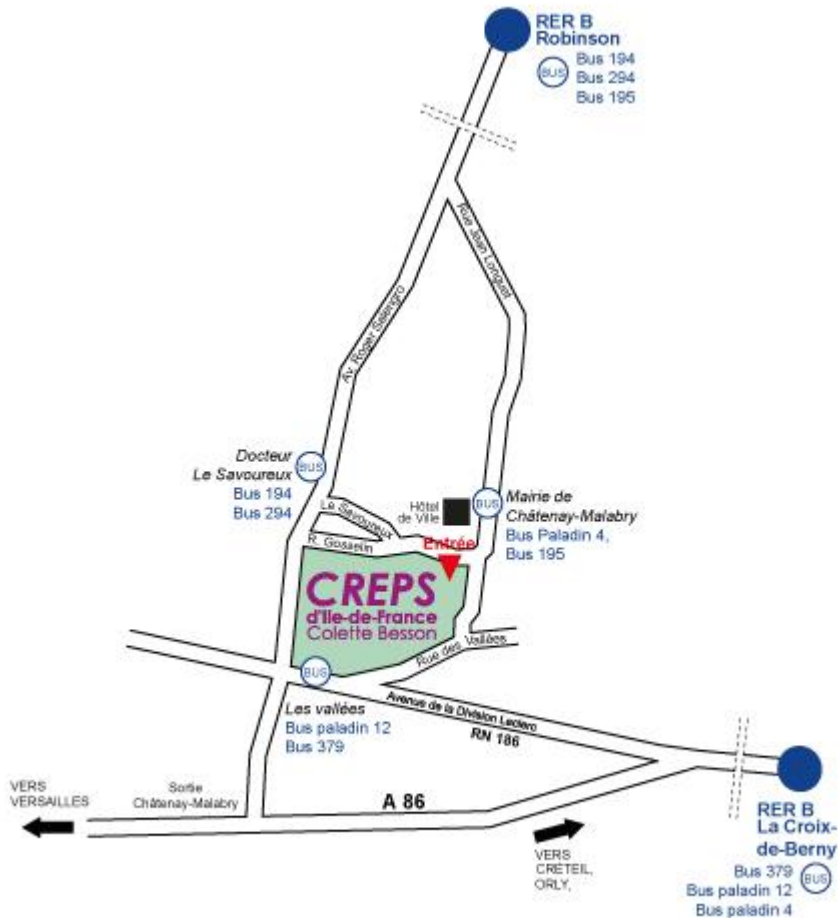 RER B
Robinson
BUS
Bus 194
Bus 294
Bus 195
Rue Jean Longuet
Av. Roger Salengro
Docteur
Le Savoureux
BUS
Bus 194
Bus 294
Le Savoureux
R. Gosselin
Hôtel
de Ville
BUS
Mairie de
Châtenay-Malabry
Bus Paladin 4,
Bus 195
Entrée
CREPS
d'Ile-de-France
Colette Besson
Rue des Vallées
BUS
Les vallées
Bus paladin 12
Bus 379
Avenue de la Division Leclerc
RN 186
VERS
VERSAILLES
Sortie
Châtenay-Malabry
A 86
VERS
CRÉTEIL,
ORLY,
RER B
La Croix-
de-Berny
Bus 379
Bus paladin 12
Bus paladin 4
BUS